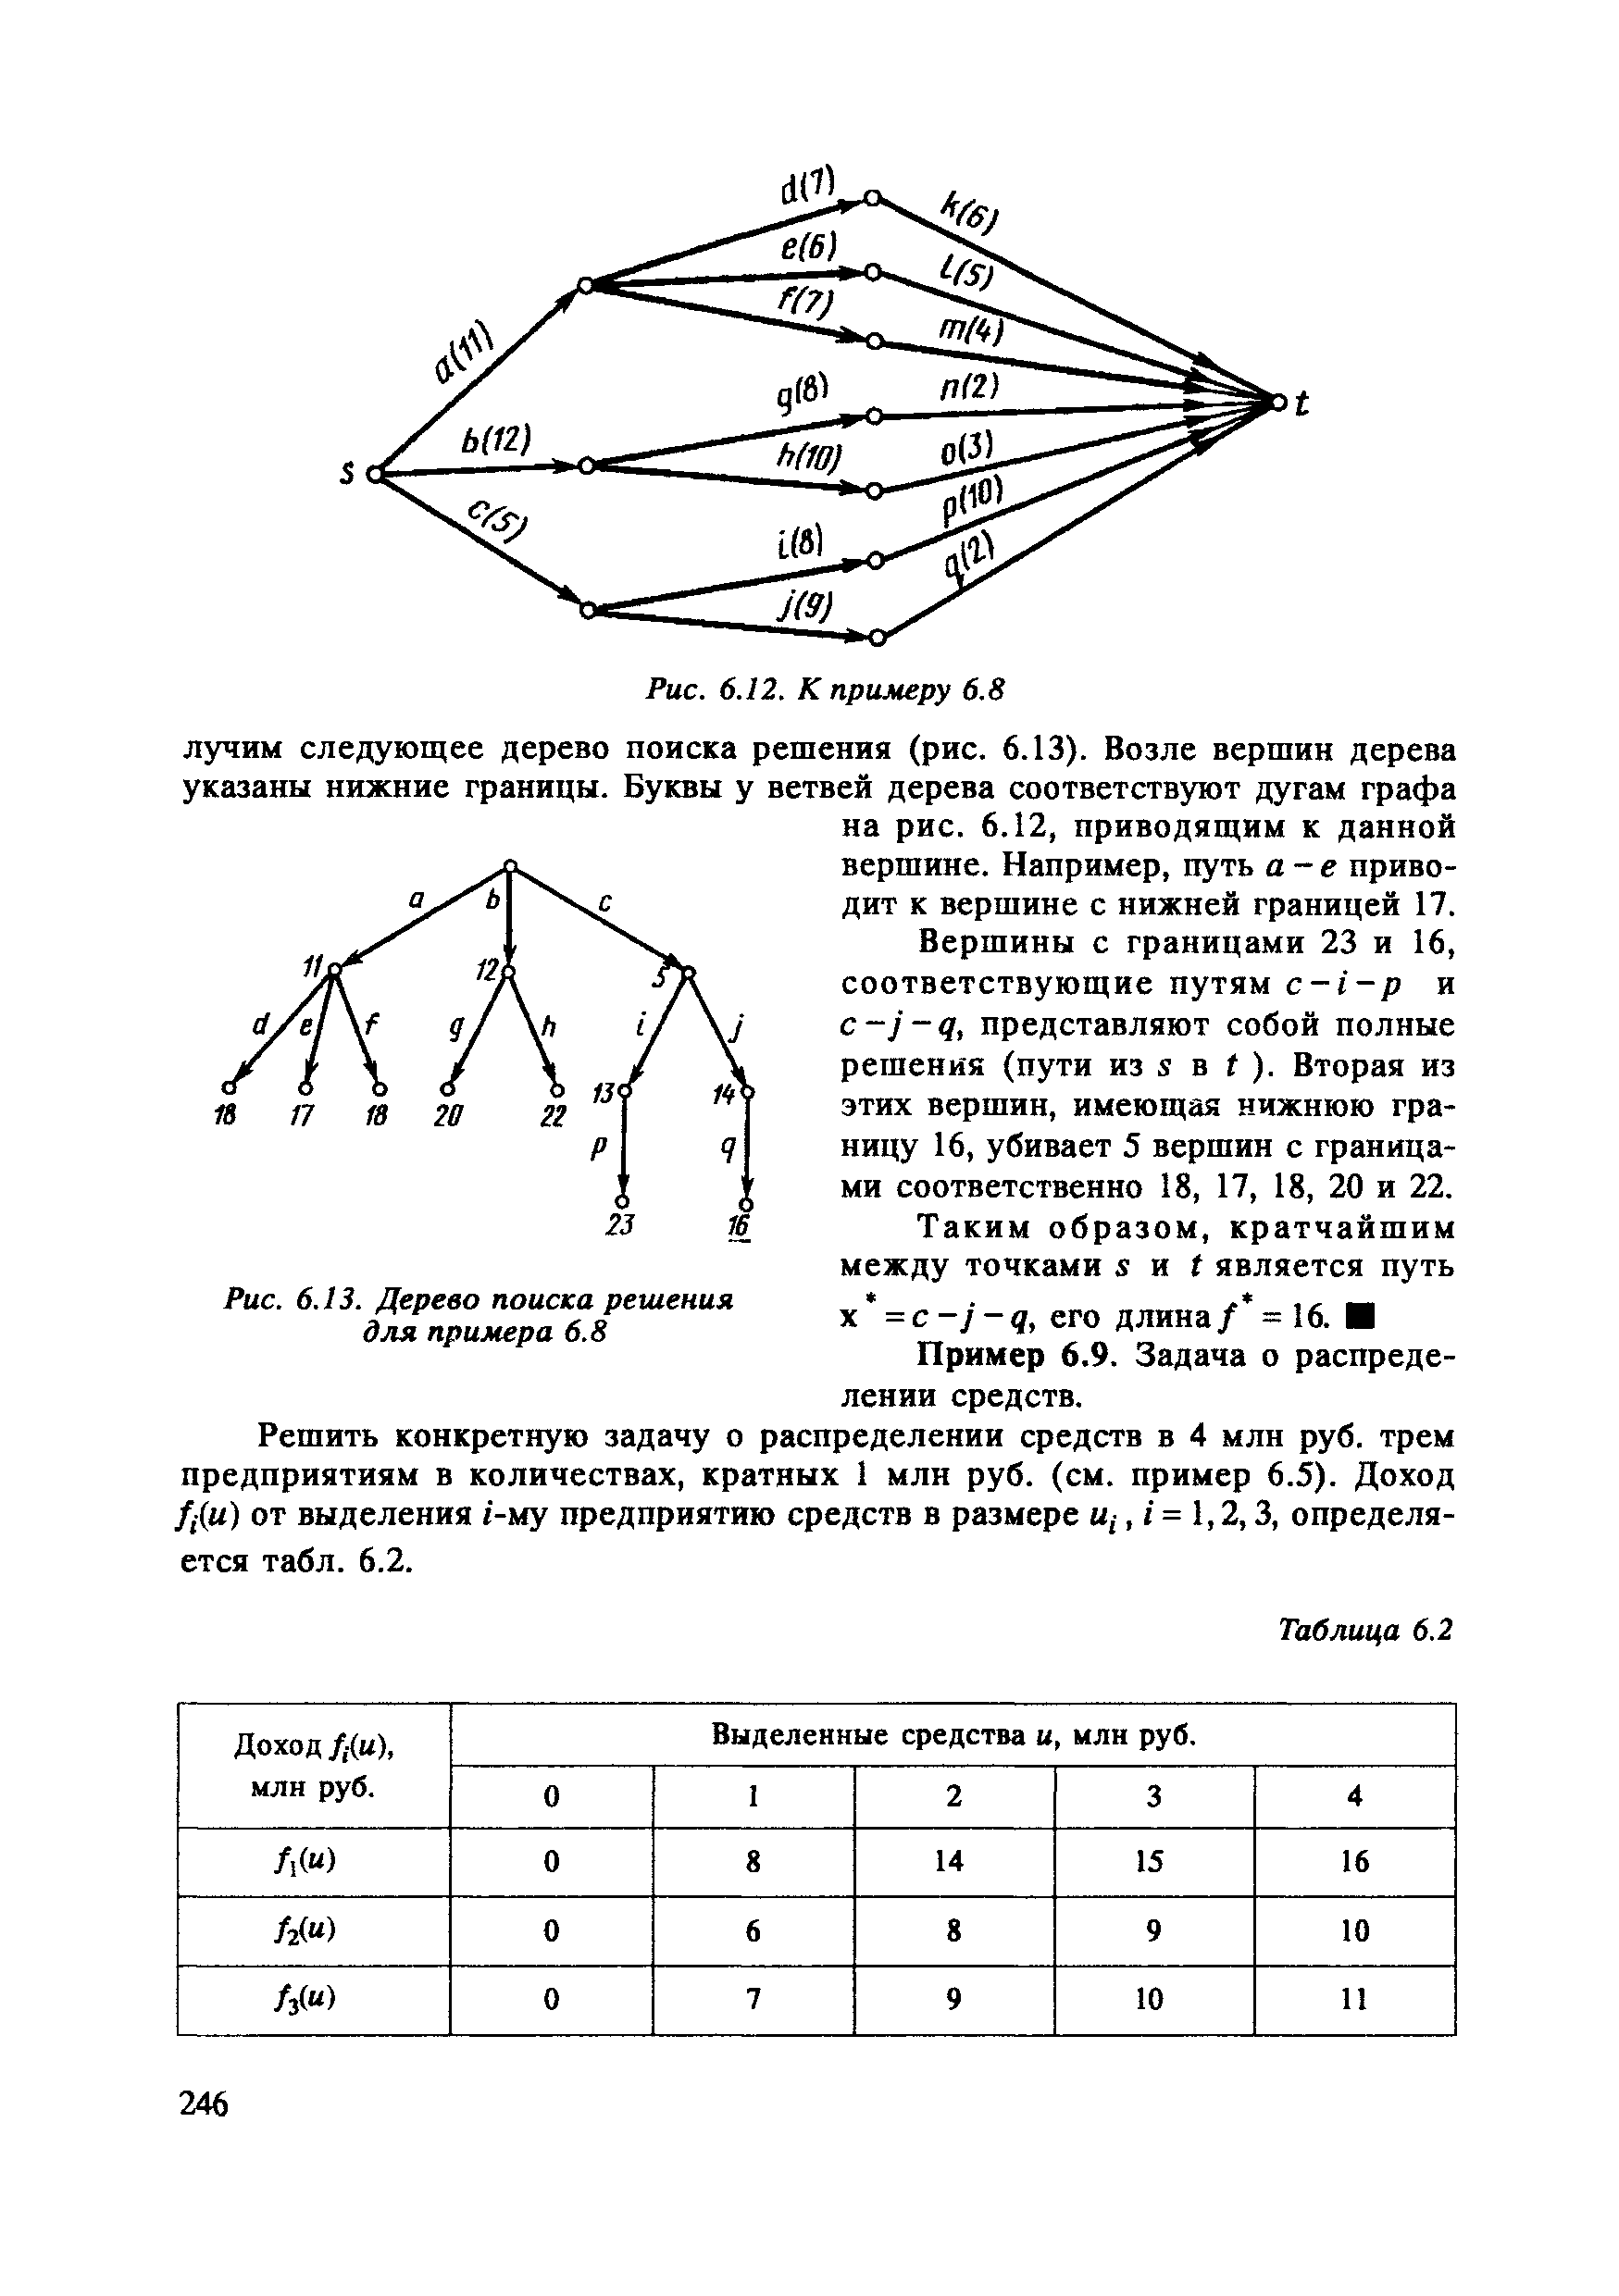 d(7)
k(6)
e(6)
l(5)
f(7)
m(4)
a(11)
g(8)
n(2)
t
b(12)
h(10)
o(3)
s
c(5)
p(10)
i(8)
q(2)
j(9)
Рис. 6.12. К примеру 6.8
лучим следующее дерево поиска решения (рис. 6.13). Возле вершин дерева
указаны нижние границы. Буквы у ветвей дерева соответствуют дугам графа
на рис. 6.12, приводящим к данной
вершине. Например, путь a – e приво-
дит к вершине с нижней границей 17.
Вершины с границами 23 и 16,
соответствующие путям c – i – p и
c – j – q, представляют собой полные
решения (пути из s в t ). Вторая из
этих вершин, имеющая нижнюю гра-
ницу 16, убивает 5 вершин с граница-
ми соответственно 18, 17, 18, 20 и 22.
Таким образом, кратчайшим
между точками s и t является путь
x* = c – j – q, его длина f* = 16. ■
Пример 6.9. Задача о распреде-
лении средств.
a b c
11 12 5
d e f g h i j
18 17 18 20 22 13 14
p q
23 16
Рис. 6.13. Дерево поиска решения
для примера 6.8
Решить конкретную задачу о распределении средств в 4 млн руб. трем
предприятиям в количествах, кратных 1 млн руб. (см. пример 6.5). Доход
fᵢ(u) от выделения i-му предприятию средств в размере uᵢ , i = 1, 2, 3, определя-
ется табл. 6.2.
Таблица 6.2
Доход fᵢ(u),
млн руб.
Выделенные средства u, млн руб.
0 1 2 3 4
f₁(u) 0 8 14 15 16
f₂(u) 0 6 8 9 10
f₃(u) 0 7 9 10 11
246